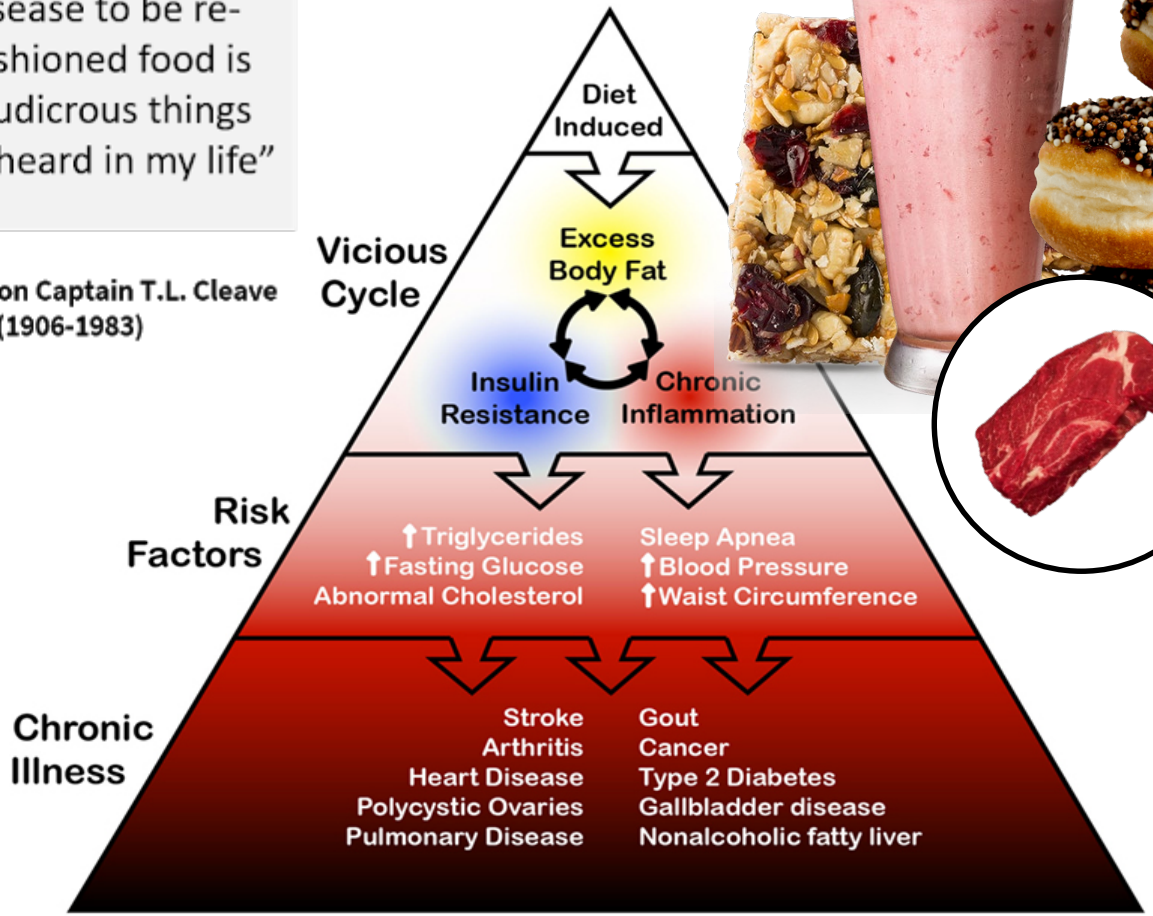 sease to be re-
shioned food is
udicrous things
heard in my life”
on Captain T.L. Cleave
(1906-1983)
Diet
Induced
Vicious
Cycle
Excess
Body Fat
Insulin
Resistance
Chronic
Inflammation
Risk
Factors
↑Triglycerides
↑Fasting Glucose
Abnormal Cholesterol
Sleep Apnea
↑Blood Pressure
↑Waist Circumference
Chronic
Illness
Stroke
Arthritis
Heart Disease
Polycystic Ovaries
Pulmonary Disease
Gout
Cancer
Type 2 Diabetes
Gallbladder disease
Nonalcoholic fatty liver